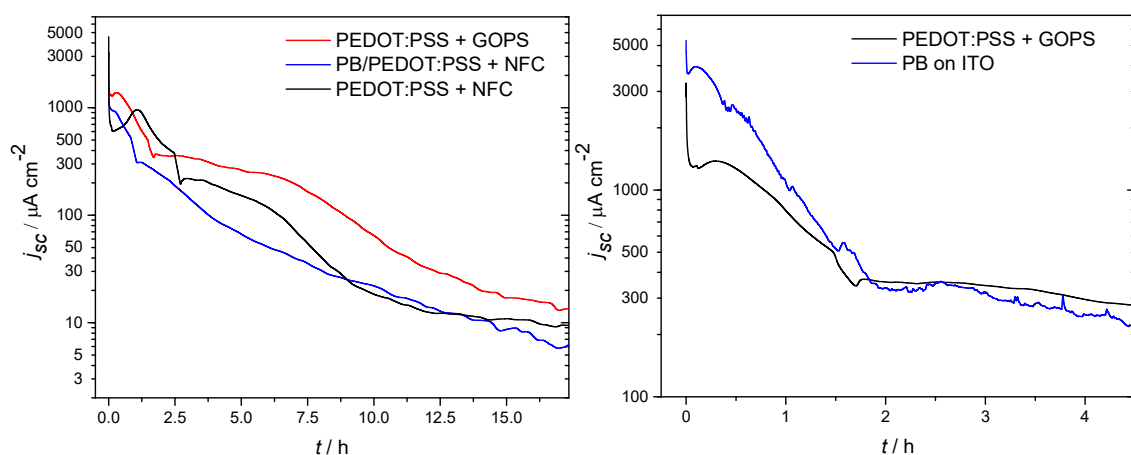 5000
3000
1000
500
300
100
50
30
10
5
3
j_sc / μA cm⁻²
PEDOT:PSS + GOPS
PB/PEDOT:PSS + NFC
PEDOT:PSS + NFC
0.0 2.5 5.0 7.5 10.0 12.5 15.0
t / h
5000
3000
1000
500
300
100
j_sc / μA cm⁻²
PEDOT:PSS + GOPS
PB on ITO
0 1 2 3 4
t / h